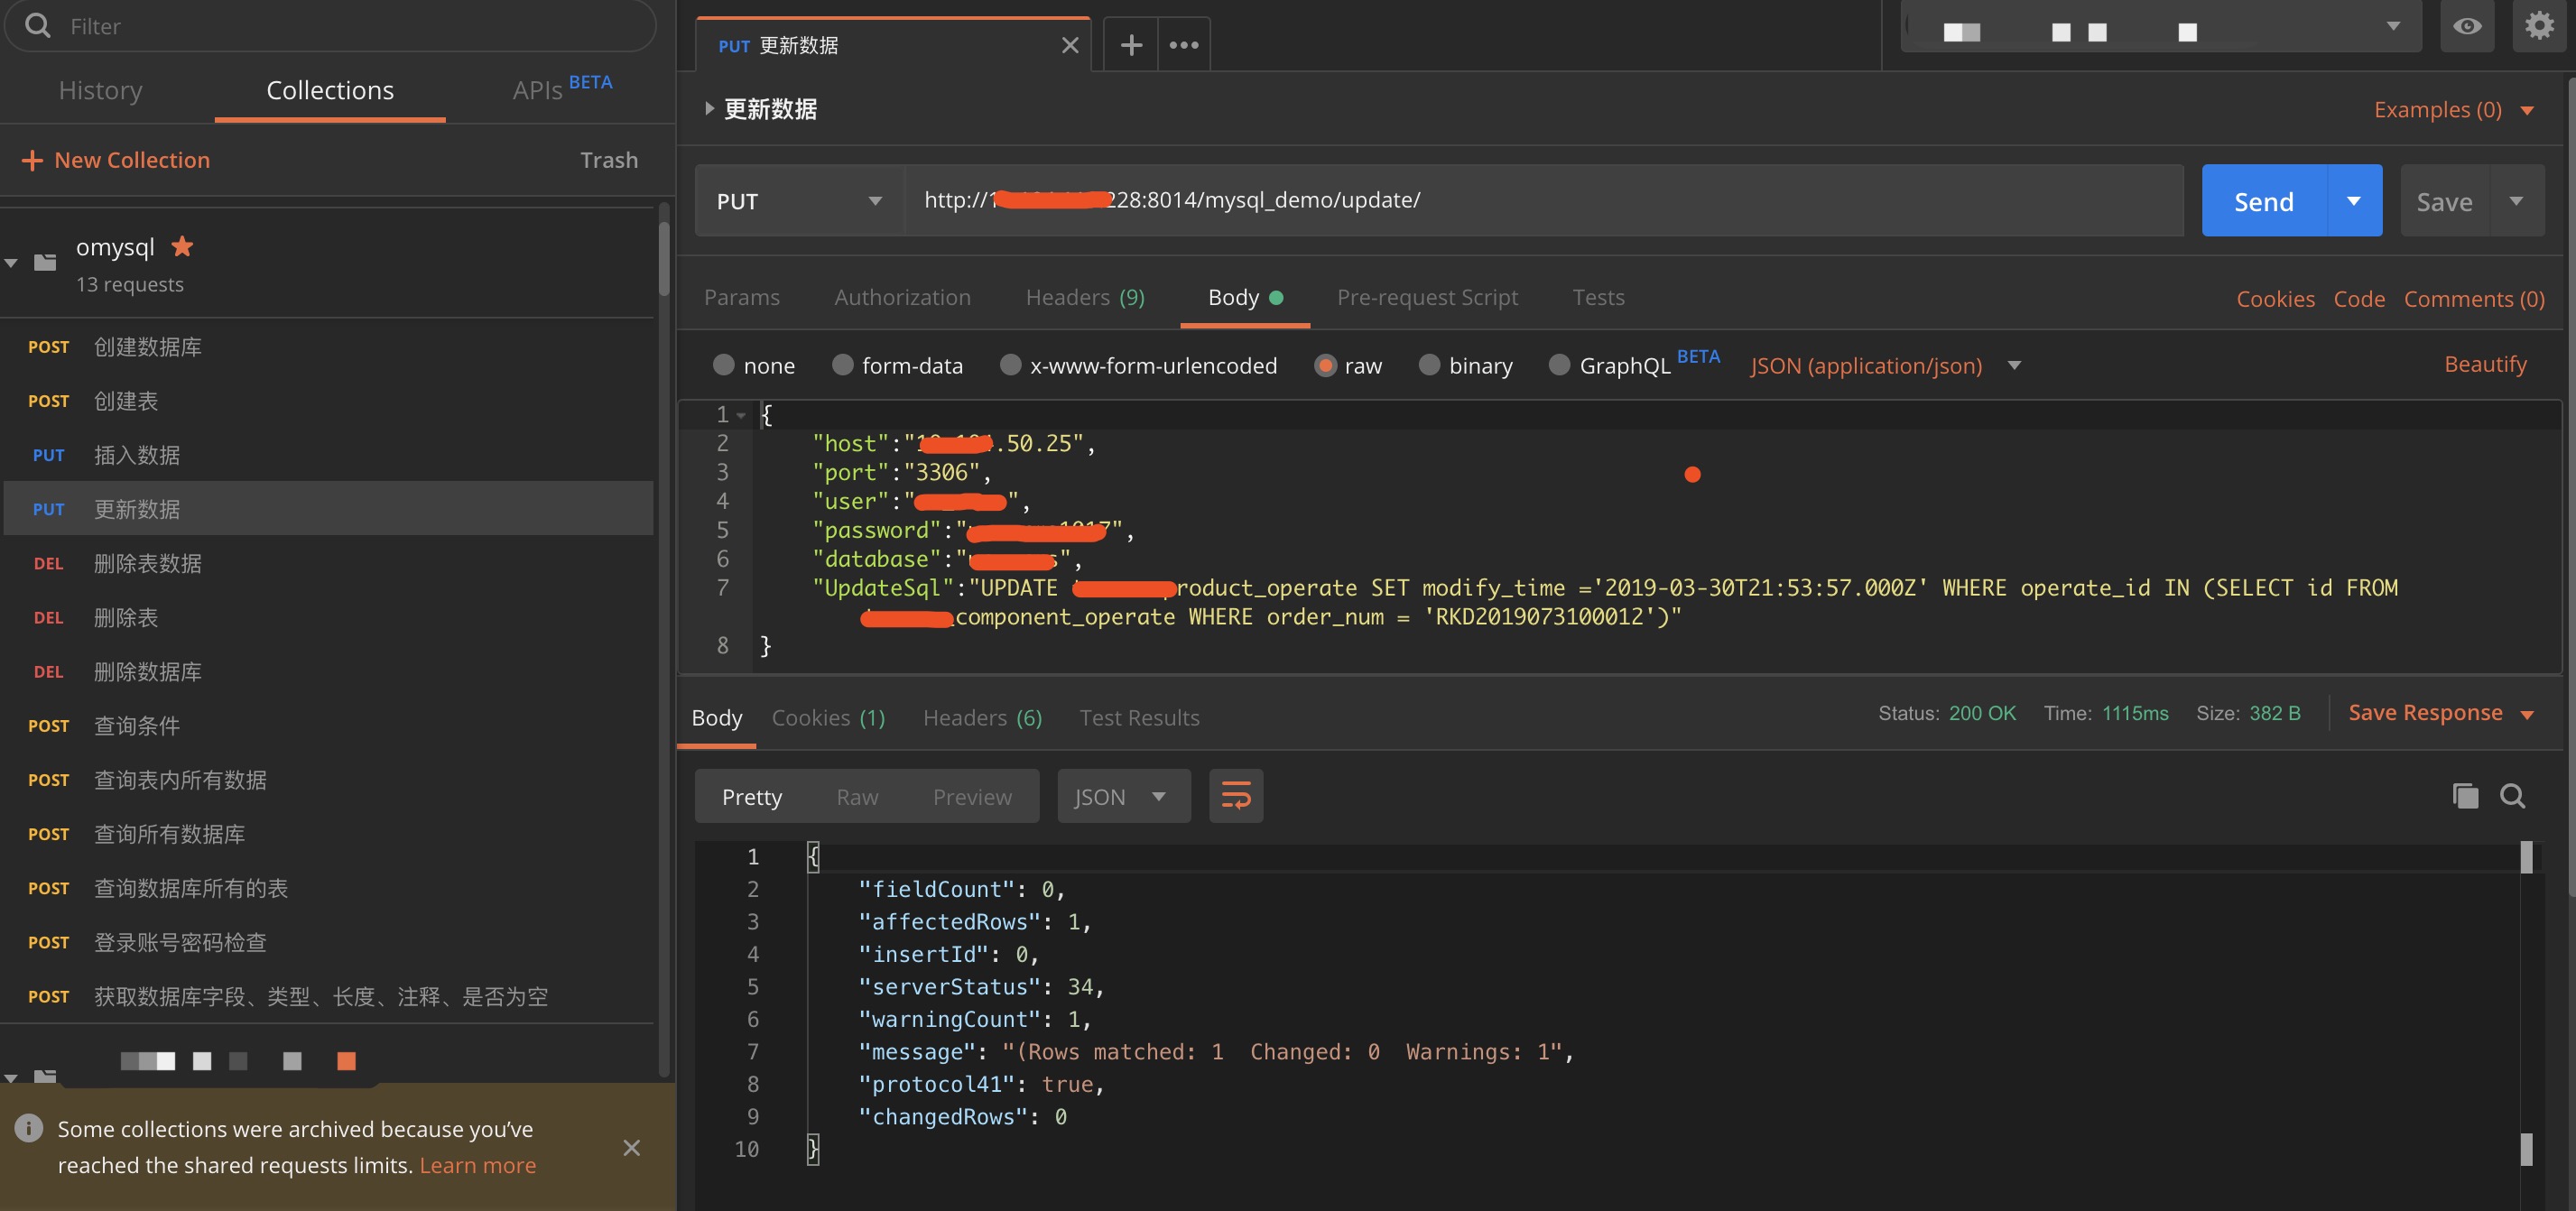 Filter
History
Collections
APIs BETA
New Collection
Trash
omysql
13 requests
POST 创建数据库
POST 创建表
PUT 插入数据
PUT 更新数据
DEL 删除表数据
DEL 删除表
DEL 删除数据库
POST 查询条件
POST 查询表内所有数据
POST 查询所有数据库
POST 查询数据库所有的表
POST 登录账号密码检查
POST 获取数据库字段、类型、长度、注释、是否为空
Some collections were archived because you’ve
reached the shared requests limits. Learn more
PUT 更新数据
更新数据
Examples (0)
PUT
http://1 228:8014/mysql_demo/update/
Send
Save
Params
Authorization
Headers (9)
Body
Pre-request Script
Tests
Cookies Code Comments (0)
none
form-data
x-www-form-urlencoded
raw
binary
GraphQL BETA
JSON (application/json)
Beautify
1 {
2 "host":" .50.25",
3 "port":"3306",
4 "user":" ",
5 "password":" ",
6 "database":" ",
7 "UpdateSql":"UPDATE roduct_operate SET modify_time ='2019-03-30T21:53:57.000Z' WHERE operate_id IN (SELECT id FROM
_component_operate WHERE order_num = 'RKD2019073100012')"
8 }
Body
Cookies (1)
Headers (6)
Test Results
Status: 200 OK
Time: 1115ms
Size: 382 B
Save Response
Pretty
Raw
Preview
JSON
1 {
2 "fieldCount": 0,
3 "affectedRows": 1,
4 "insertId": 0,
5 "serverStatus": 34,
6 "warningCount": 1,
7 "message": "(Rows matched: 1  Changed: 0  Warnings: 1",
8 "protocol41": true,
9 "changedRows": 0
10 }